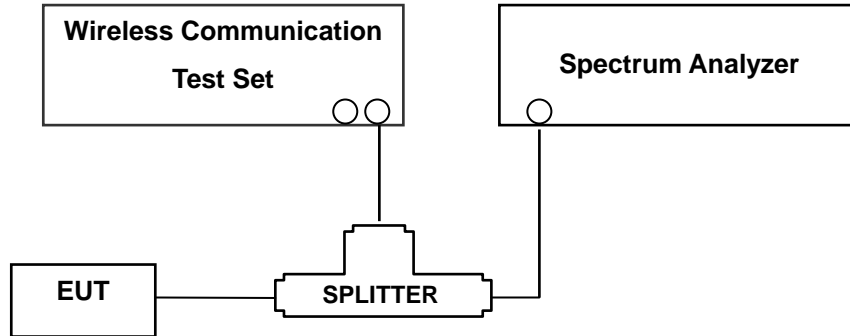 Wireless Communication
Test Set
Spectrum Analyzer
EUT
SPLITTER